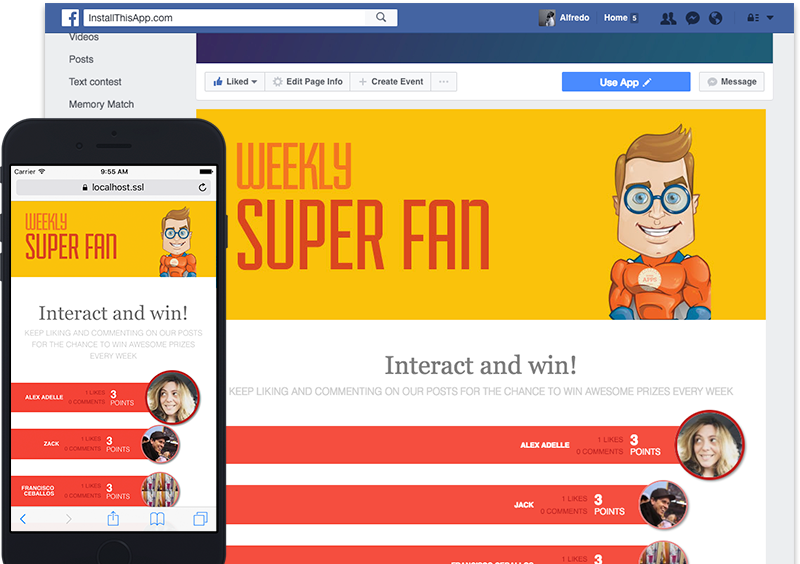 f
InstallThisApp.com
Alfredo
Home 5
Videos
Posts
Text contest
Memory Match
Liked
Edit Page Info
+ Create Event
...
Use App
Message
WEEKLY
SUPER FAN
APPS
Interact and win!
KEEP LIKING AND COMMENTING ON OUR POSTS FOR THE CHANCE TO WIN AWESOME PRIZES EVERY WEEK
ALEX ADELLE
1 LIKES
0 COMMENTS
3
POINTS
JACK
1 LIKES
0 COMMENTS
3
POINTS
FRANCISCO CEBALLOS
1 LIKES
3
Carrier
9:55 AM
localhost.ssl
WEEKLY
SUPER FAN
Interact and win!
KEEP LIKING AND COMMENTING ON OUR POSTS
FOR THE CHANCE TO WIN AWESOME PRIZES
EVERY WEEK
ALEX ADELLE
1 LIKES
0 COMMENTS
3
POINTS
ZACK
1 LIKES
0 COMMENTS
3
POINTS
FRANCISCO
CEBALLOS
1 LIKES
0 COMMENTS
3
POINTS